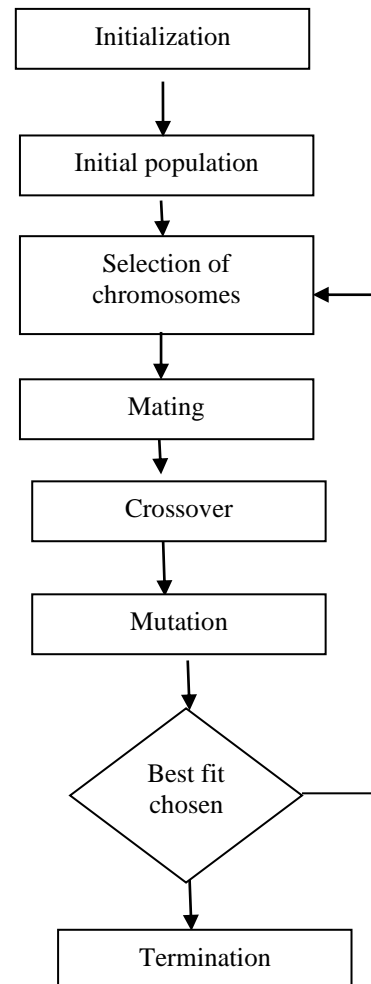 Initialization
Initial population
Selection of
chromosomes
Mating
Crossover
Mutation
Best fit
chosen
Termination